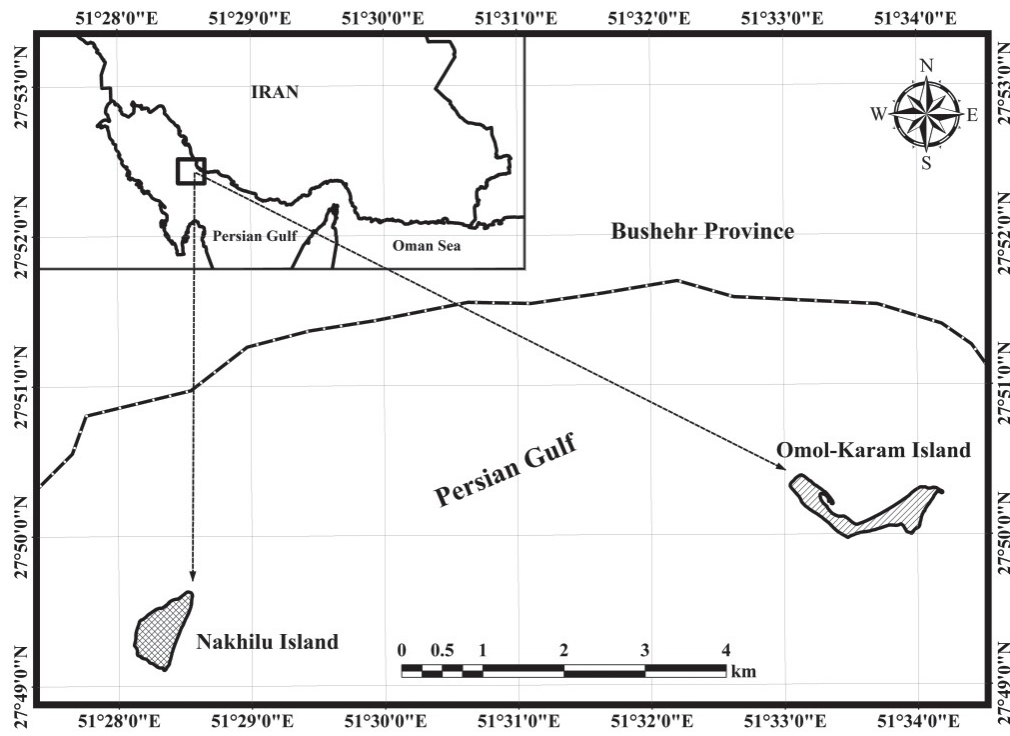 51°28'0"E 51°29'0"E 51°30'0"E 51°31'0"E 51°32'0"E 51°33'0"E 51°34'0"E
27°53'0"N
27°53'0"N
IRAN
N
W
E
S
27°52'0"N
27°52'0"N
Persian Gulf
Oman Sea
Bushehr Province
27°51'0"N
27°51'0"N
Omol-Karam Island
Persian Gulf
27°50'0"N
27°50'0"N
Nakhilu Island
0 0.5 1 2 3 4
km
27°49'0"N
27°49'0"N
51°28'0"E 51°29'0"E 51°30'0"E 51°31'0"E 51°32'0"E 51°33'0"E 51°34'0"E